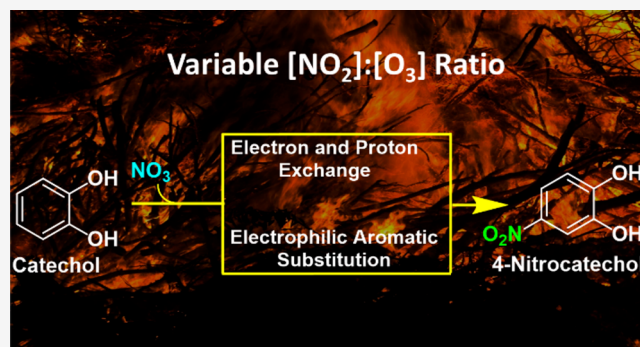 Variable [NO₂]:[O₃] Ratio
Electron and Proton
Exchange
NO₃
OH
OH
Catechol
Electrophilic Aromatic
Substitution
OH
OH
O₂N
4-Nitrocatechol